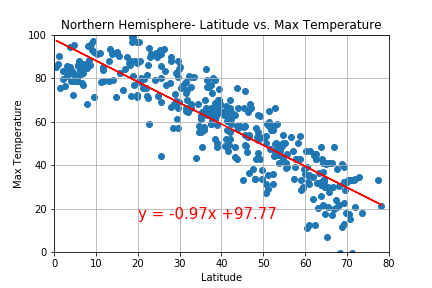 Northern Hemisphere- Latitude vs. Max Temperature
100
80
60
40
20
0
Max Temperature
y = -0.97x +97.77
0 10 20 30 40 50 60 70 80
Latitude